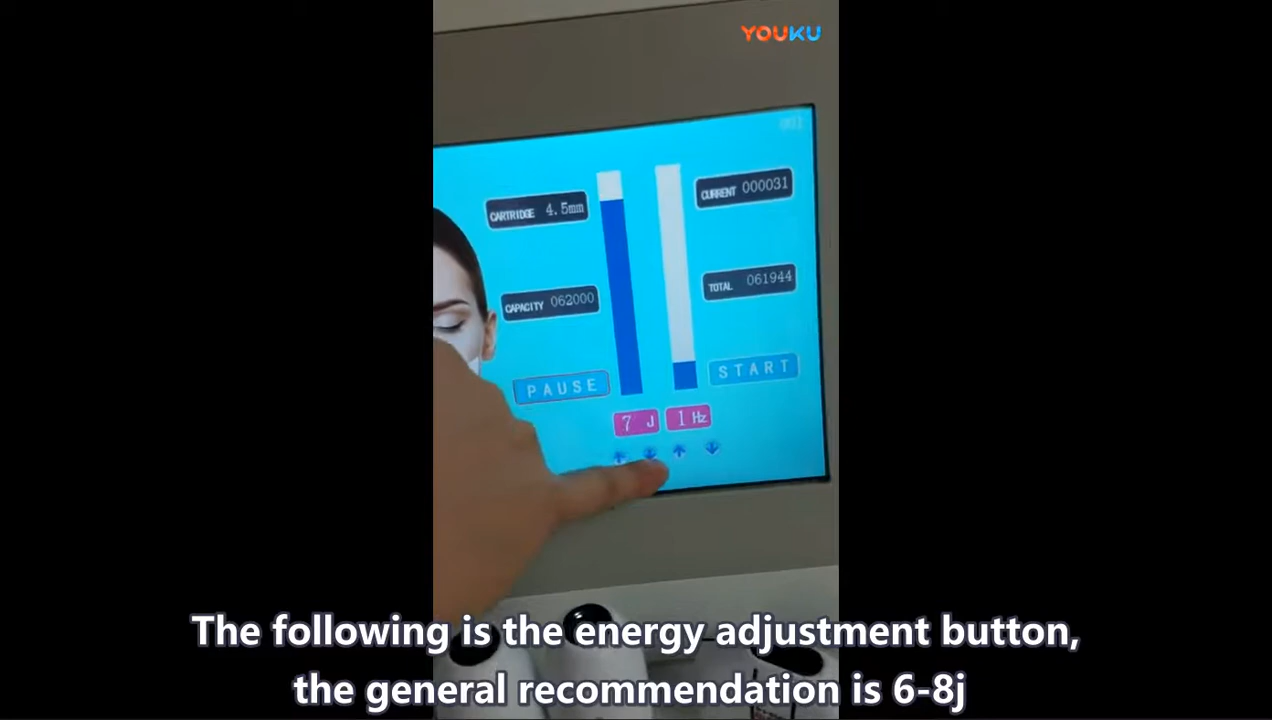 YOUKU
001
CARTRIDGE 4.5mm
CURRENT 000031
CAPACITY 062000
TOTAL 061944
PAUSE
START
7 J
1 Hz
The following is the energy adjustment button,
the general recommendation is 6-8j